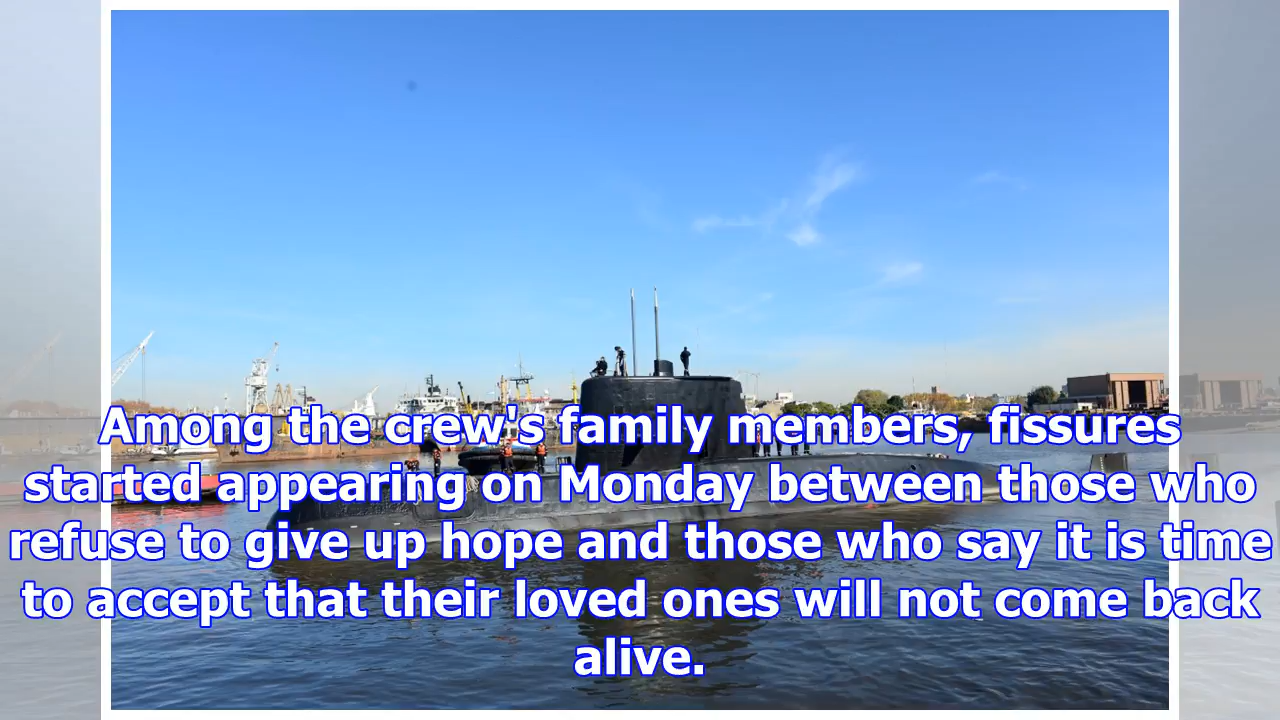 Among the crew's family members, fissures
started appearing on Monday between those who
refuse to give up hope and those who say it is time
to accept that their loved ones will not come back
alive.